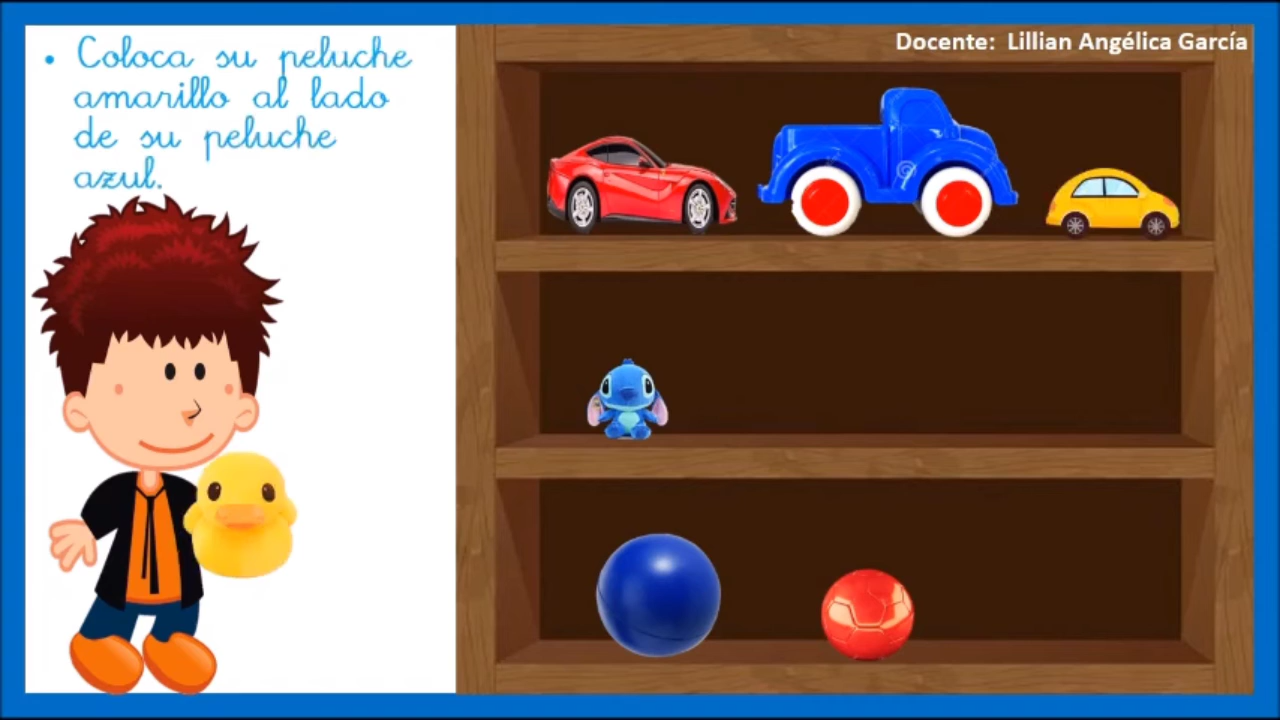 • Coloca su peluche
amarillo al lado
de su peluche
azul.
Docente: Lillian Angélica García